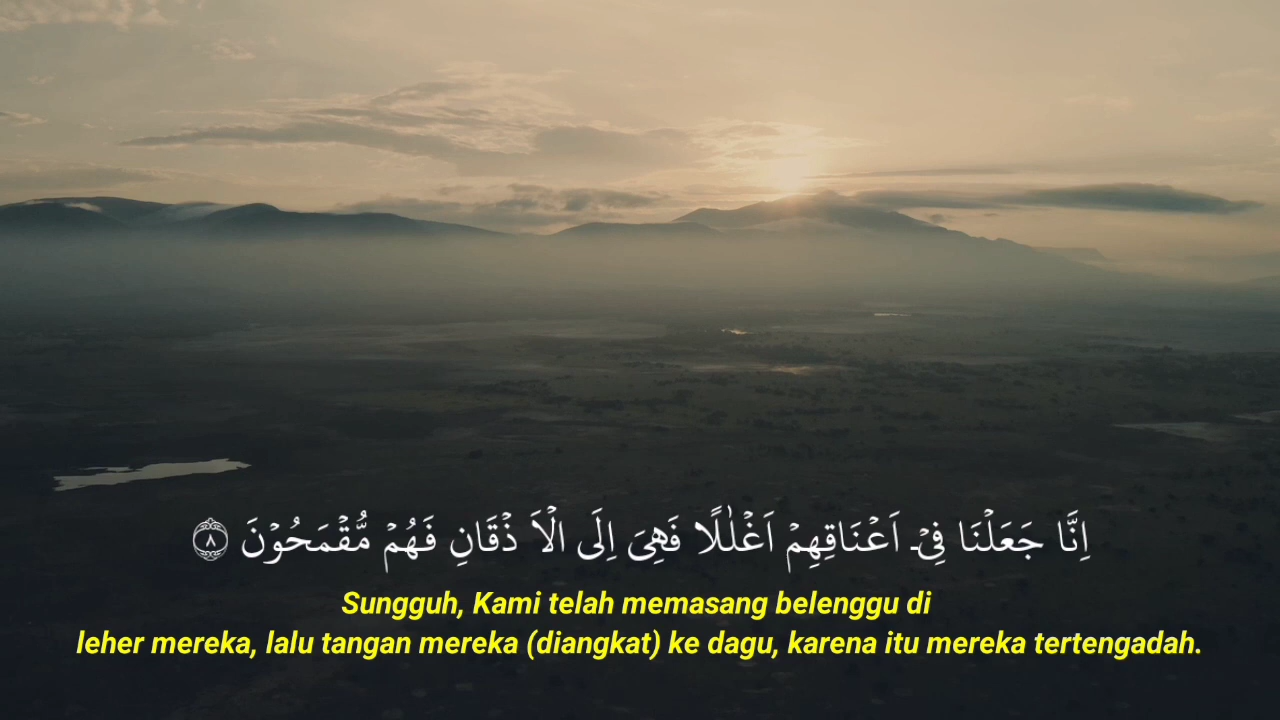 اِنَّا جَعَلْنَا فِيْۤ اَعْنَاقِهِمْ اَغْلٰلًا فَهِيَ اِلَى الْاَ ذْقَانِ فَهُمْ مُّقْمَحُوْنَ ۝٨
Sungguh, Kami telah memasang belenggu di
leher mereka, lalu tangan mereka (diangkat) ke dagu, karena itu mereka tertengadah.